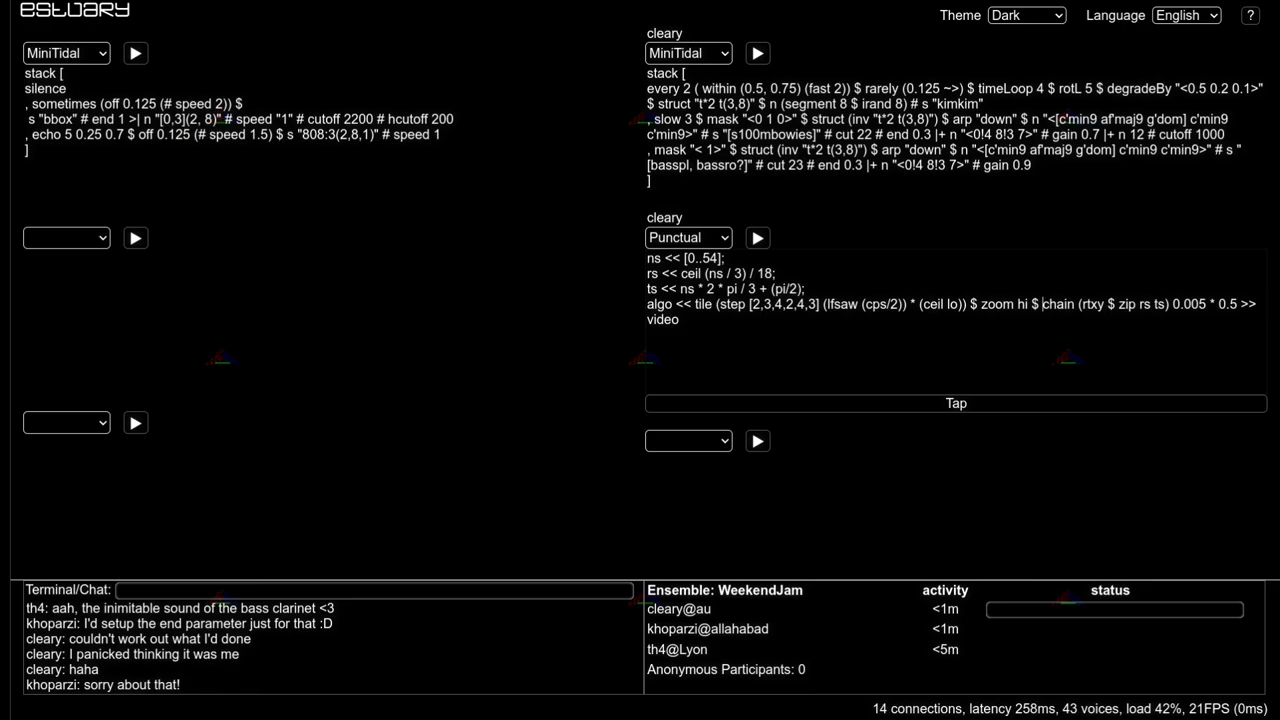 estuary
Theme Dark Language English ?
MiniTidal
stack [
silence
, sometimes (off 0.125 (# speed 2)) $
s "bbox" # end 1 >| n "[0,3](2, 8)" # speed "1" # cutoff 2200 # hcutoff 200
, echo 5 0.25 0.7 $ off 0.125 (# speed 1.5) $ s "808:3(2,8,1)" # speed 1
]
cleary
MiniTidal
stack [
every 2 ( within (0.5, 0.75) (fast 2)) $ rarely (0.125 ~>) $ timeLoop 4 $ rotL 5 $ degradeBy "<0.5 0.2 0.1>"
$ struct "t*2 t(3,8)" $ n (segment 8 $ irand 8) # s "kimkim"
, slow 3 $ mask "<0 1 0>" $ struct (inv "t*2 t(3,8)") $ arp "down" $ n "<[c'min9 af'maj9 g'dom] c'min9
c'min9>" # s "[s100mbowies]" # cut 22 # end 0.3 |+ n "<0!4 8!3 7>" # gain 0.7 |+ n 12 # cutoff 1000
, mask "< 1>" $ struct (inv "t*2 t(3,8)") $ arp "down" $ n "<[c'min9 af'maj9 g'dom] c'min9 c'min9>" # s "
[basspl, bassro?]" # cut 23 # end 0.3 |+ n "<0!4 8!3 7>" # gain 0.9
]
cleary
Punctual
ns << [0..54];
rs << ceil (ns / 3) / 18;
ts << ns * 2 * pi / 3 + (pi/2);
algo << tile (step [2,3,4,2,4,3] (lfsaw (cps/2)) * (ceil lo)) $ zoom hi $ chain (rtxy $ zip rs ts) 0.005 * 0.5 >>
video
Tap
Terminal/Chat:
th4: aah, the inimitable sound of the bass clarinet <3
khoparzi: I'd setup the end parameter just for that :D
cleary: couldn't work out what I'd done
cleary: I panicked thinking it was me
cleary: haha
khoparzi: sorry about that!
Ensemble: WeekendJam activity status
cleary@au <1m
khoparzi@allahabad <1m
th4@Lyon <5m
Anonymous Participants: 0
14 connections, latency 258ms, 43 voices, load 42%, 21FPS (0ms)